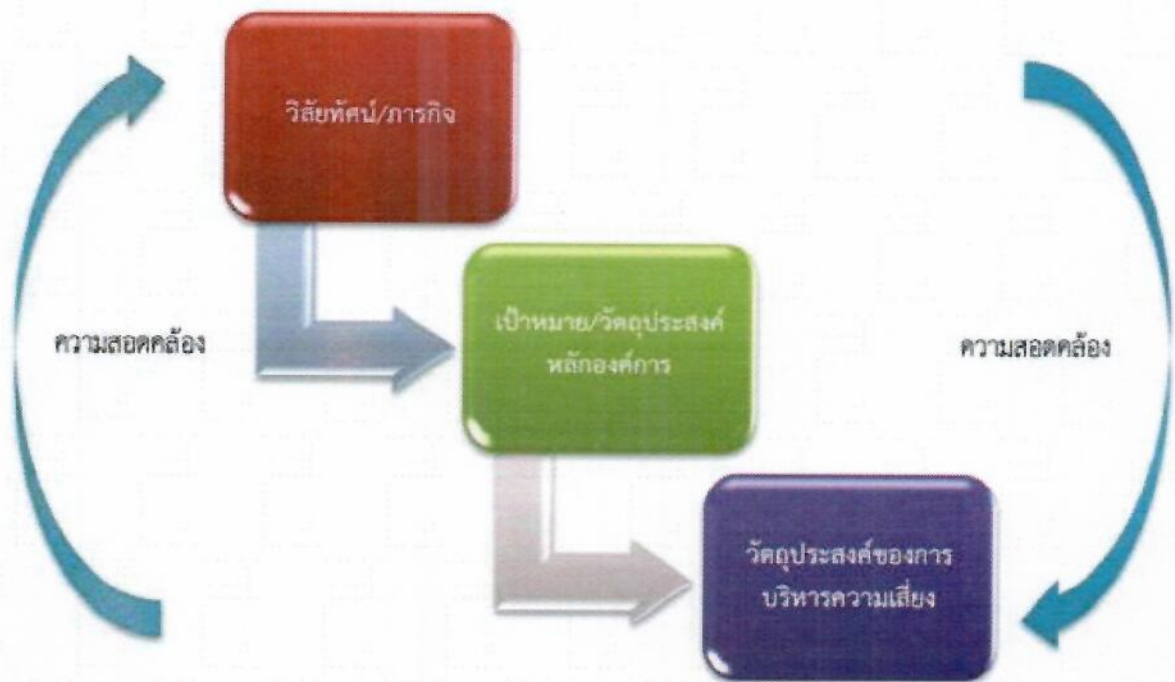 วิสัยทัศน์/ภารกิจ
เป้าหมาย/วัตถุประสงค์
หลักองค์การ
ความสอดคล้อง
ความสอดคล้อง
วัตถุประสงค์ของการ
บริหารความเสี่ยง